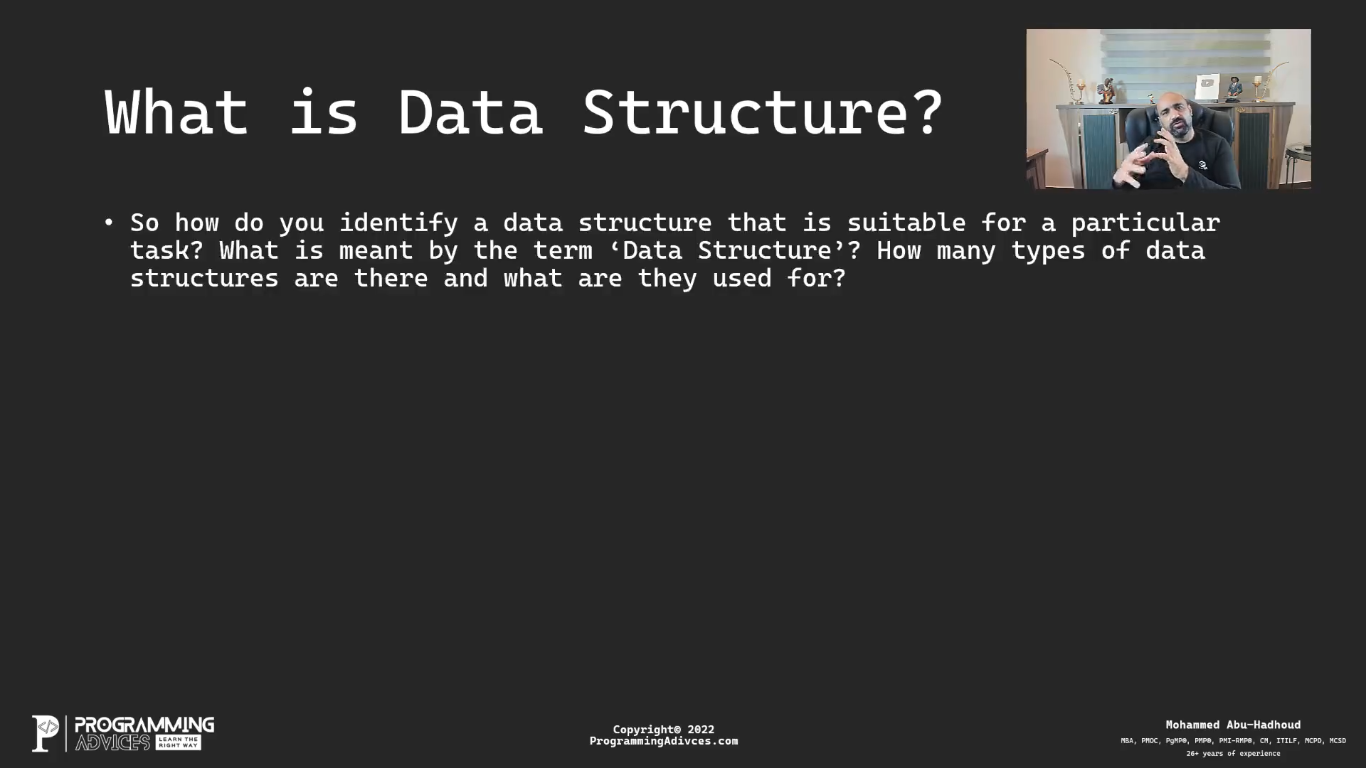 What is Data Structure?
• So how do you identify a data structure that is suitable for a particular
task? What is meant by the term ‘Data Structure’? How many types of data
structures are there and what are they used for?
PROGRAMMING
ADVICES LEARN THE RIGHT WAY
Copyright© 2022
ProgrammingAdivces.com
Mohammed Abu-Hadhoud
MBA, PMOC, PgMP®, PMP®, PMI-RMP®, CM, ITILF, MCPD, MCSD
26+ years of experience